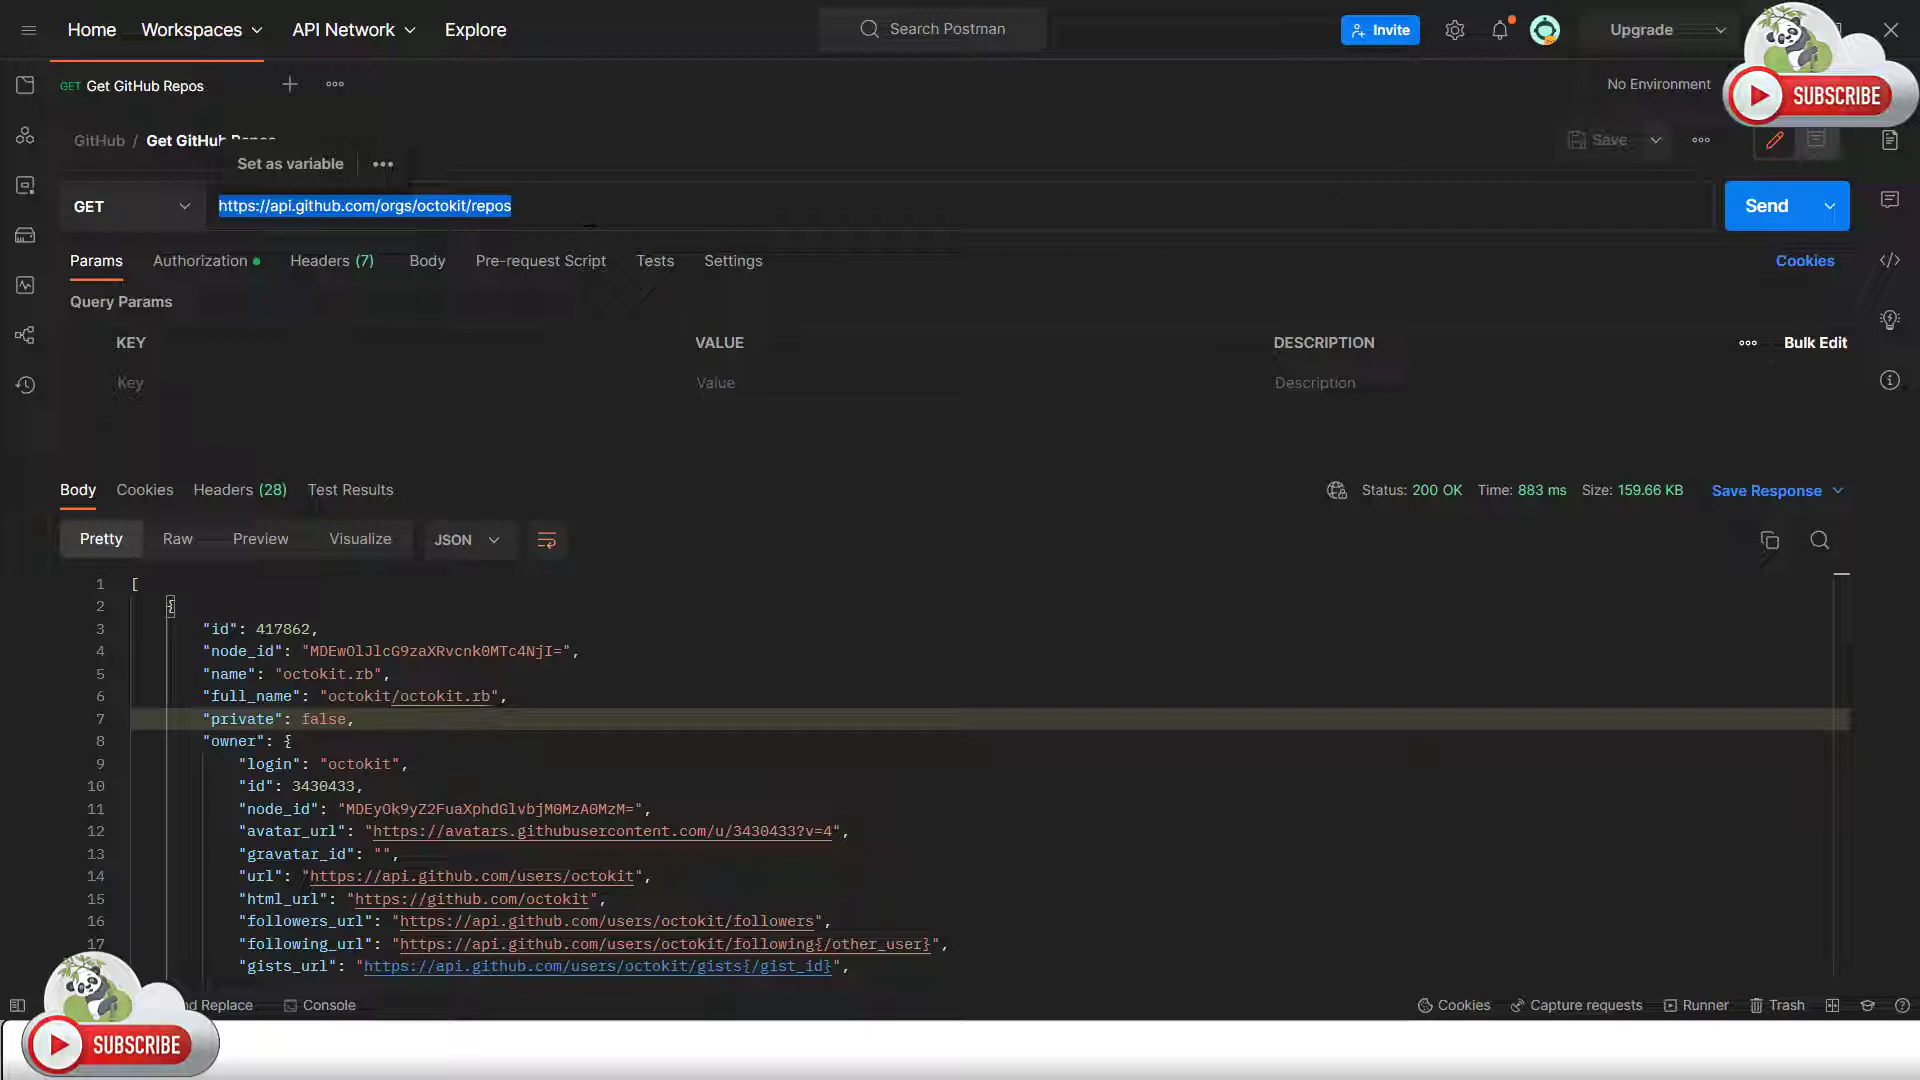 Home Workspaces API Network Explore Search Postman Invite Upgrade
GET Get GitHub Repos No Environment
SUBSCRIBE
GitHub / Get GitHub Repos Save
Set as variable
GET https://api.github.com/orgs/octokit/repos Send
Params Authorization Headers (7) Body Pre-request Script Tests Settings Cookies
Query Params
KEY VALUE DESCRIPTION Bulk Edit
Key Value Description
Body Cookies Headers (28) Test Results Status: 200 OK Time: 883 ms Size: 159.66 KB Save Response
Pretty Raw Preview Visualize JSON
1 [
2 {
3 "id": 417862,
4 "node_id": "MDEwOlJlcG9zaXRvcnk0MTc4NjI=",
5 "name": "octokit.rb",
6 "full_name": "octokit/octokit.rb",
7 "private": false,
8 "owner": {
9 "login": "octokit",
10 "id": 3430433,
11 "node_id": "MDEyOk9yZ2FuaXphdGlvbjM0MzA0MzM=",
12 "avatar_url": "https://avatars.githubusercontent.com/u/3430433?v=4",
13 "gravatar_id": "",
14 "url": "https://api.github.com/users/octokit",
15 "html_url": "https://github.com/octokit",
16 "followers_url": "https://api.github.com/users/octokit/followers",
17 "following_url": "https://api.github.com/users/octokit/following{/other_user}",
"gists_url": "https://api.github.com/users/octokit/gists{/gist_id}",
nd Replace Console Cookies Capture requests Runner Trash
SUBSCRIBE